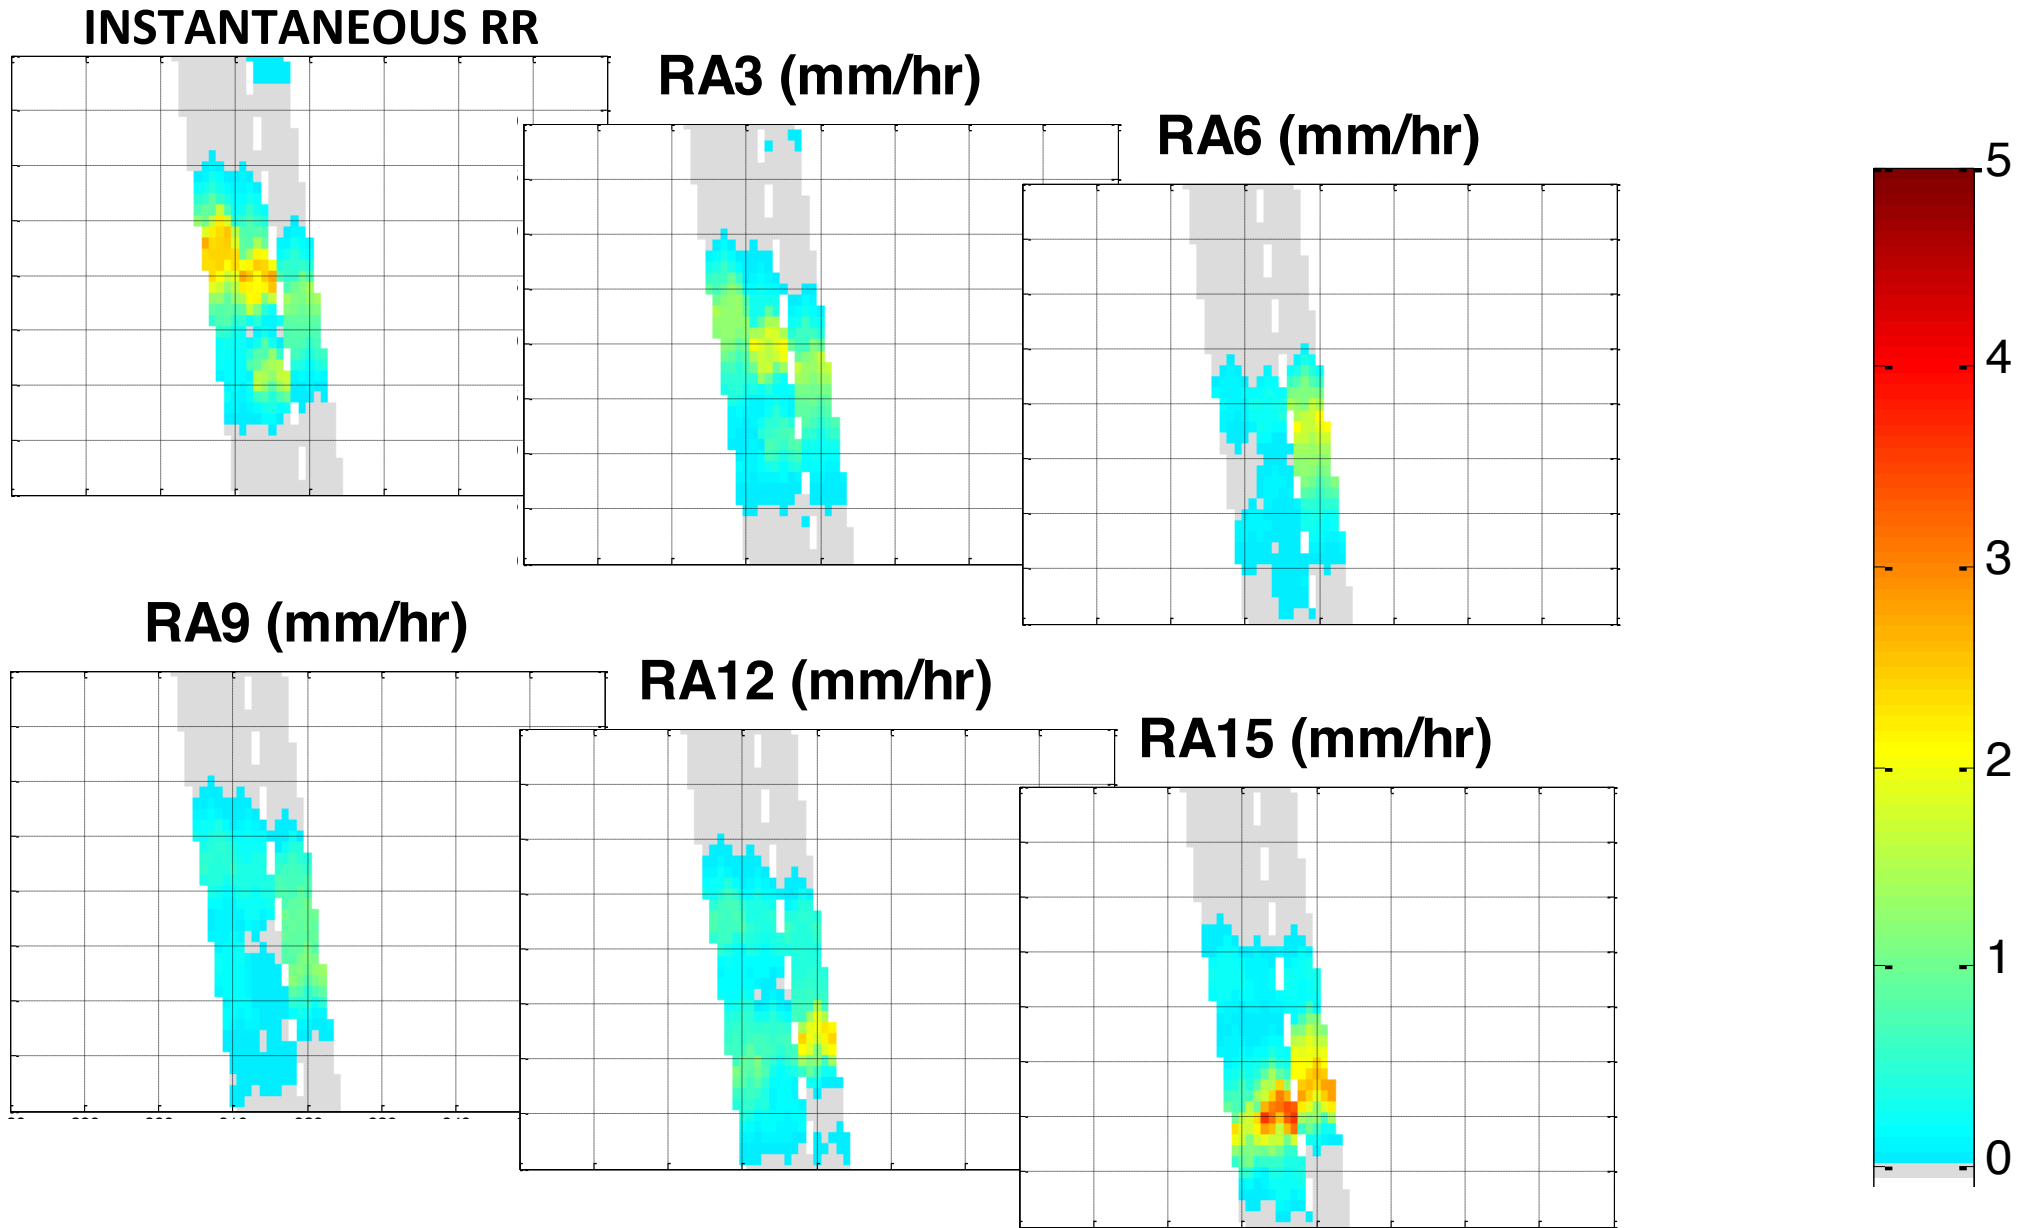 INSTANTANEOUS RR
RA3 (mm/hr)
RA6 (mm/hr)
RA9 (mm/hr)
RA12 (mm/hr)
RA15 (mm/hr)
5
4
3
2
1
0